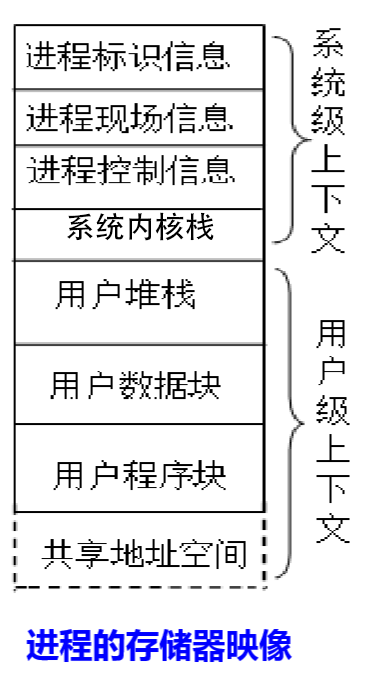 进程标识信息
进程现场信息
进程控制信息
系统内核栈
系统级上下文
用户堆栈
用户数据块
用户程序块
共享地址空间
用户级上下文
进程的存储器映像